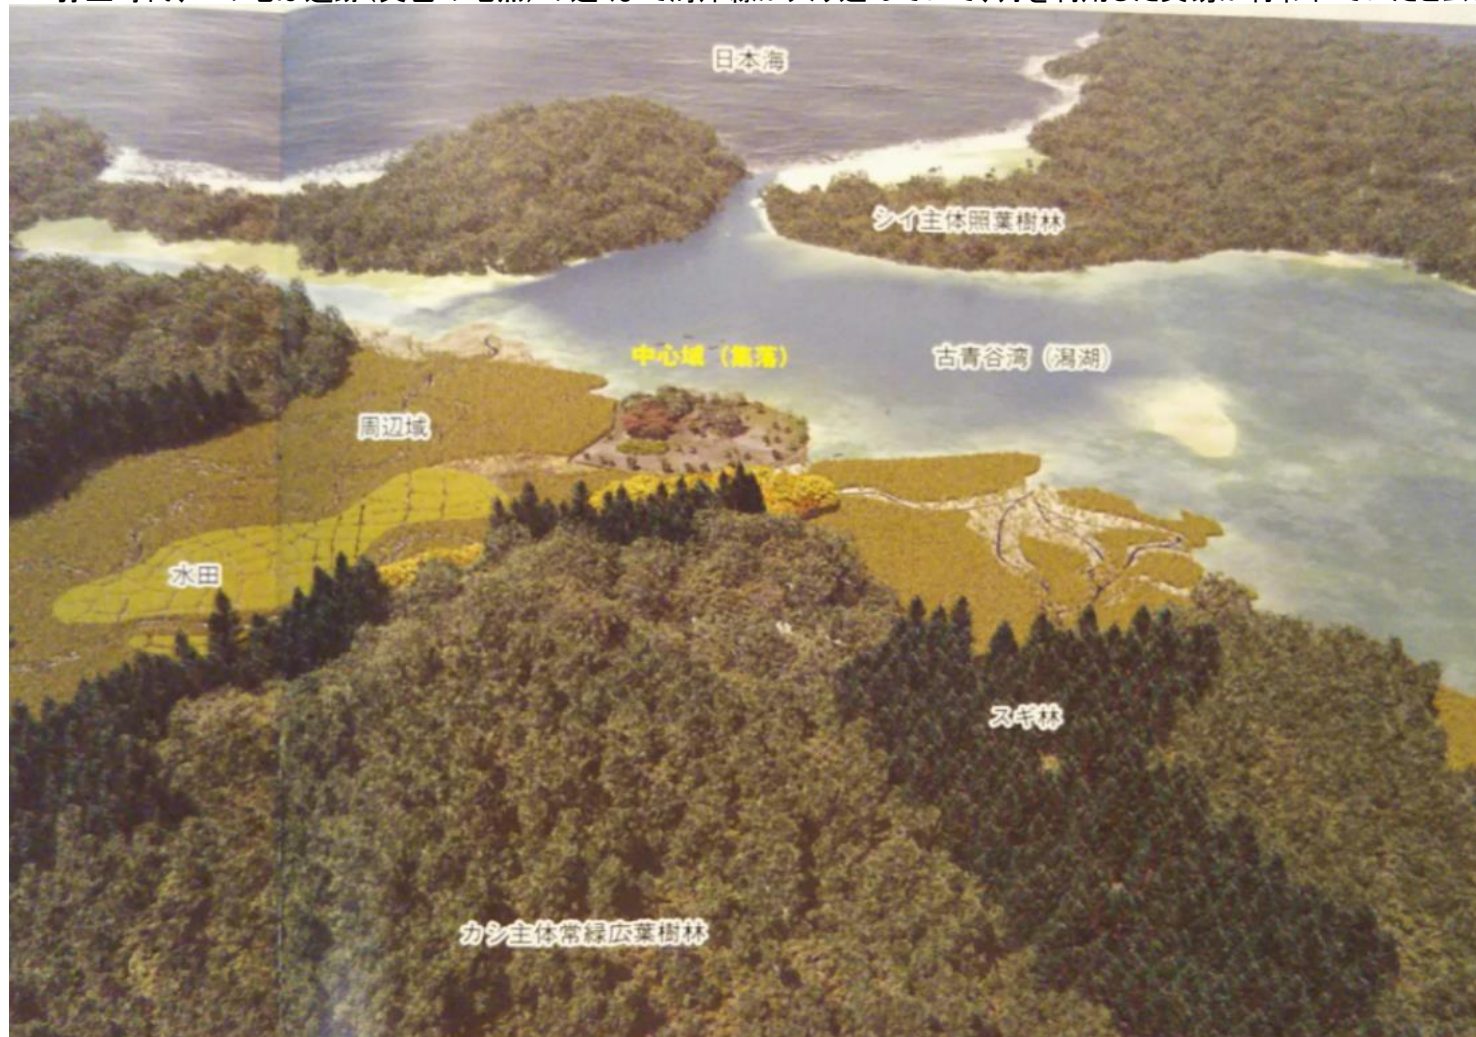 日本海
シイ主体照葉樹林
中心域（集落）
古青谷湾（潟湖）
周辺域
水田
スギ林
カシ主体常緑広葉樹林